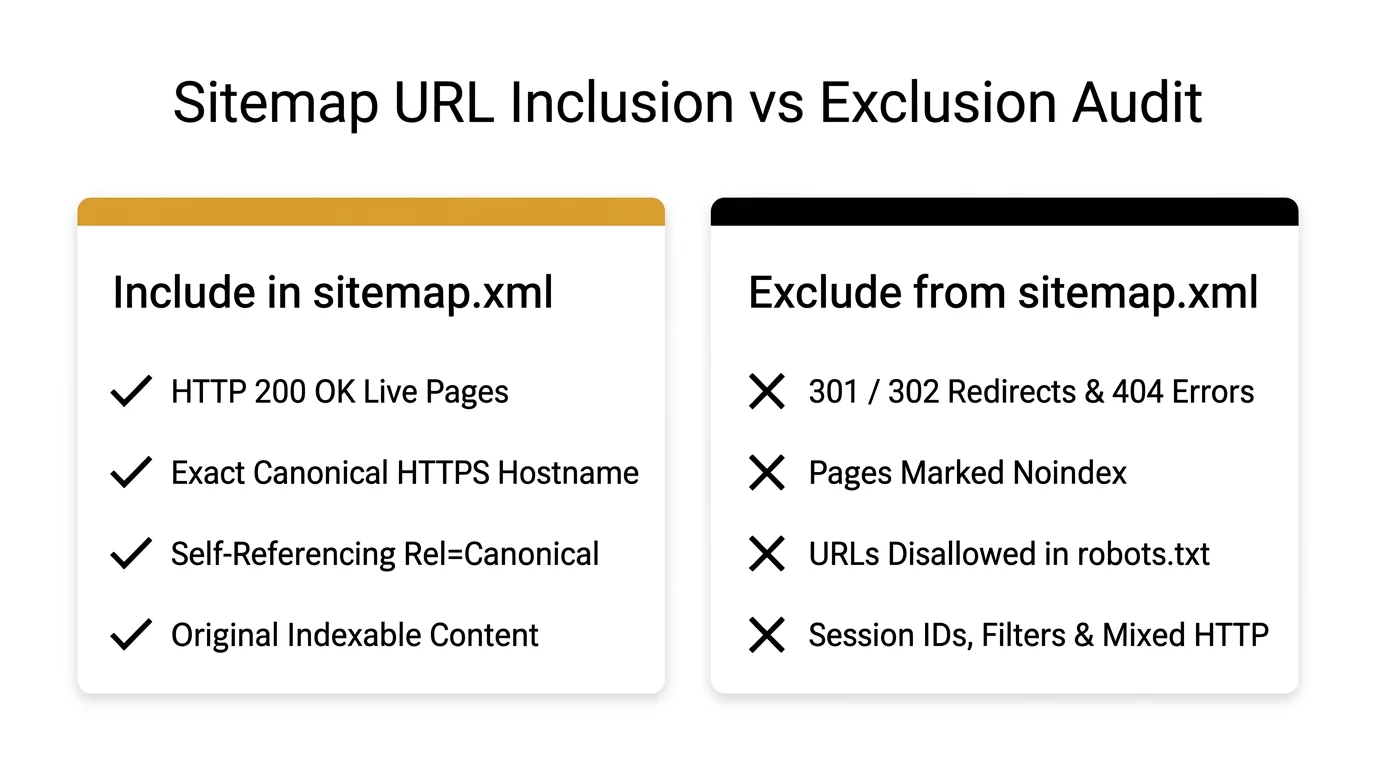 Sitemap URL Inclusion vs Exclusion Audit
Include in sitemap.xml
HTTP 200 OK Live Pages
Exact Canonical HTTPS Hostname
Self-Referencing Rel=Canonical
Original Indexable Content
Exclude from sitemap.xml
301 / 302 Redirects & 404 Errors
Pages Marked Noindex
URLs Disallowed in robots.txt
Session IDs, Filters & Mixed HTTP